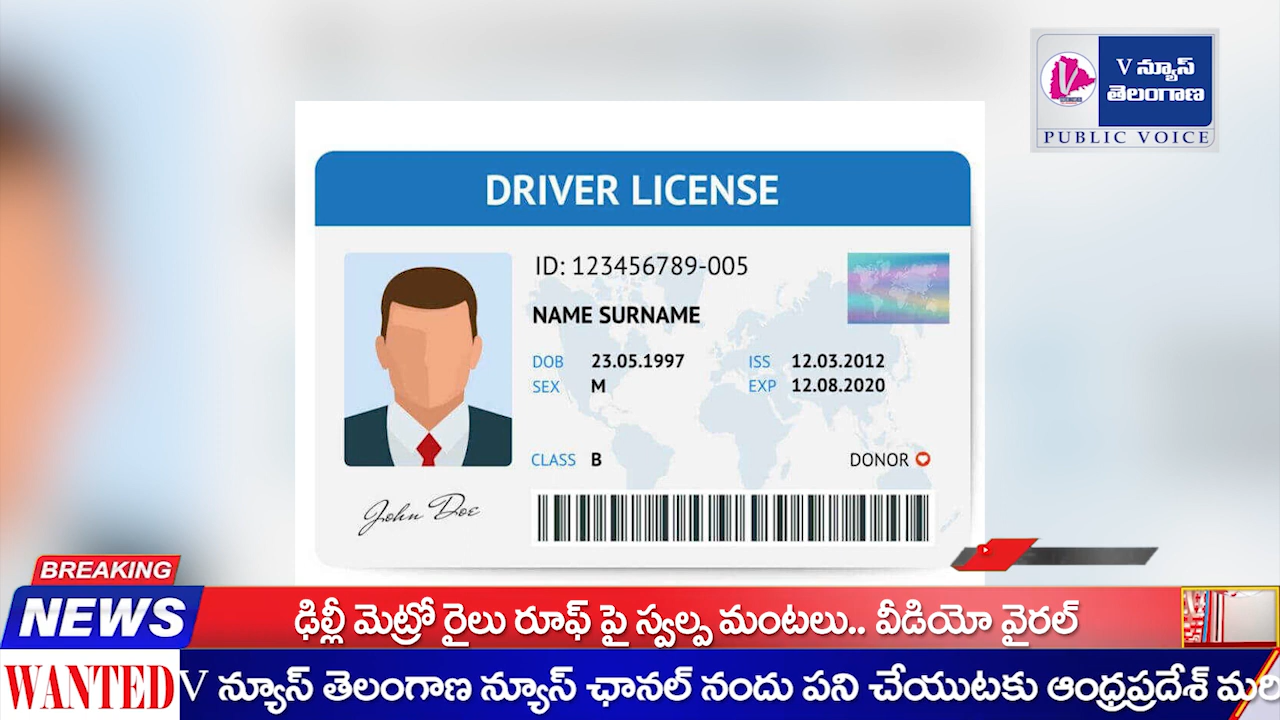 V న్యూస్
తెలంగాణ
PUBLIC VOICE
DRIVER LICENSE
ID: 123456789-005
NAME SURNAME
DOB 23.05.1997 ISS 12.03.2012
SEX M EXP 12.08.2020
CLASS B DONOR
John Doe
BREAKING
NEWS
ఢిల్లీ మెట్రో రైలు రూఫ్ పై స్వల్ప మంటలు.. వీడియో వైరల్
WANTED V న్యూస్ తెలంగాణ న్యూస్ ఛానల్ నందు పని చేయుటకు ఆంధ్రప్రదేశ్ మరి